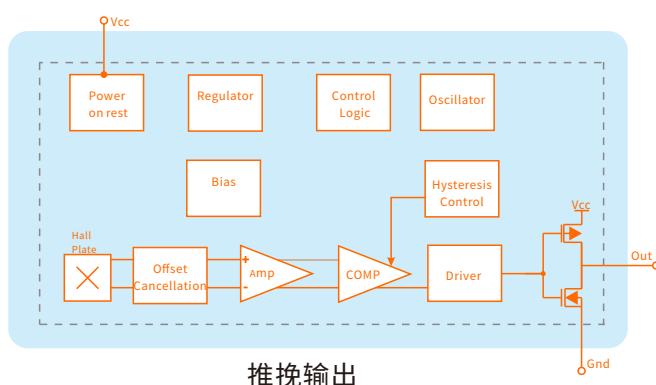 Vcc
Power
on rest
Regulator
Control
Logic
Oscillator
Bias
Hysteresis
Control
Vcc
Hall
Plate
Offset
Cancellation
+
-
Amp
COMP
Driver
Out
Gnd
推挽输出